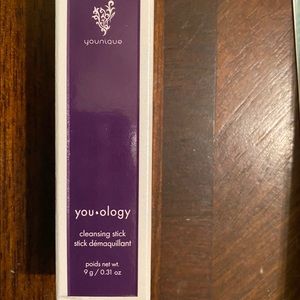 younique
you•ology
cleansing stick
stick démaquillant
poids net wt.
9 g / 0.31 oz